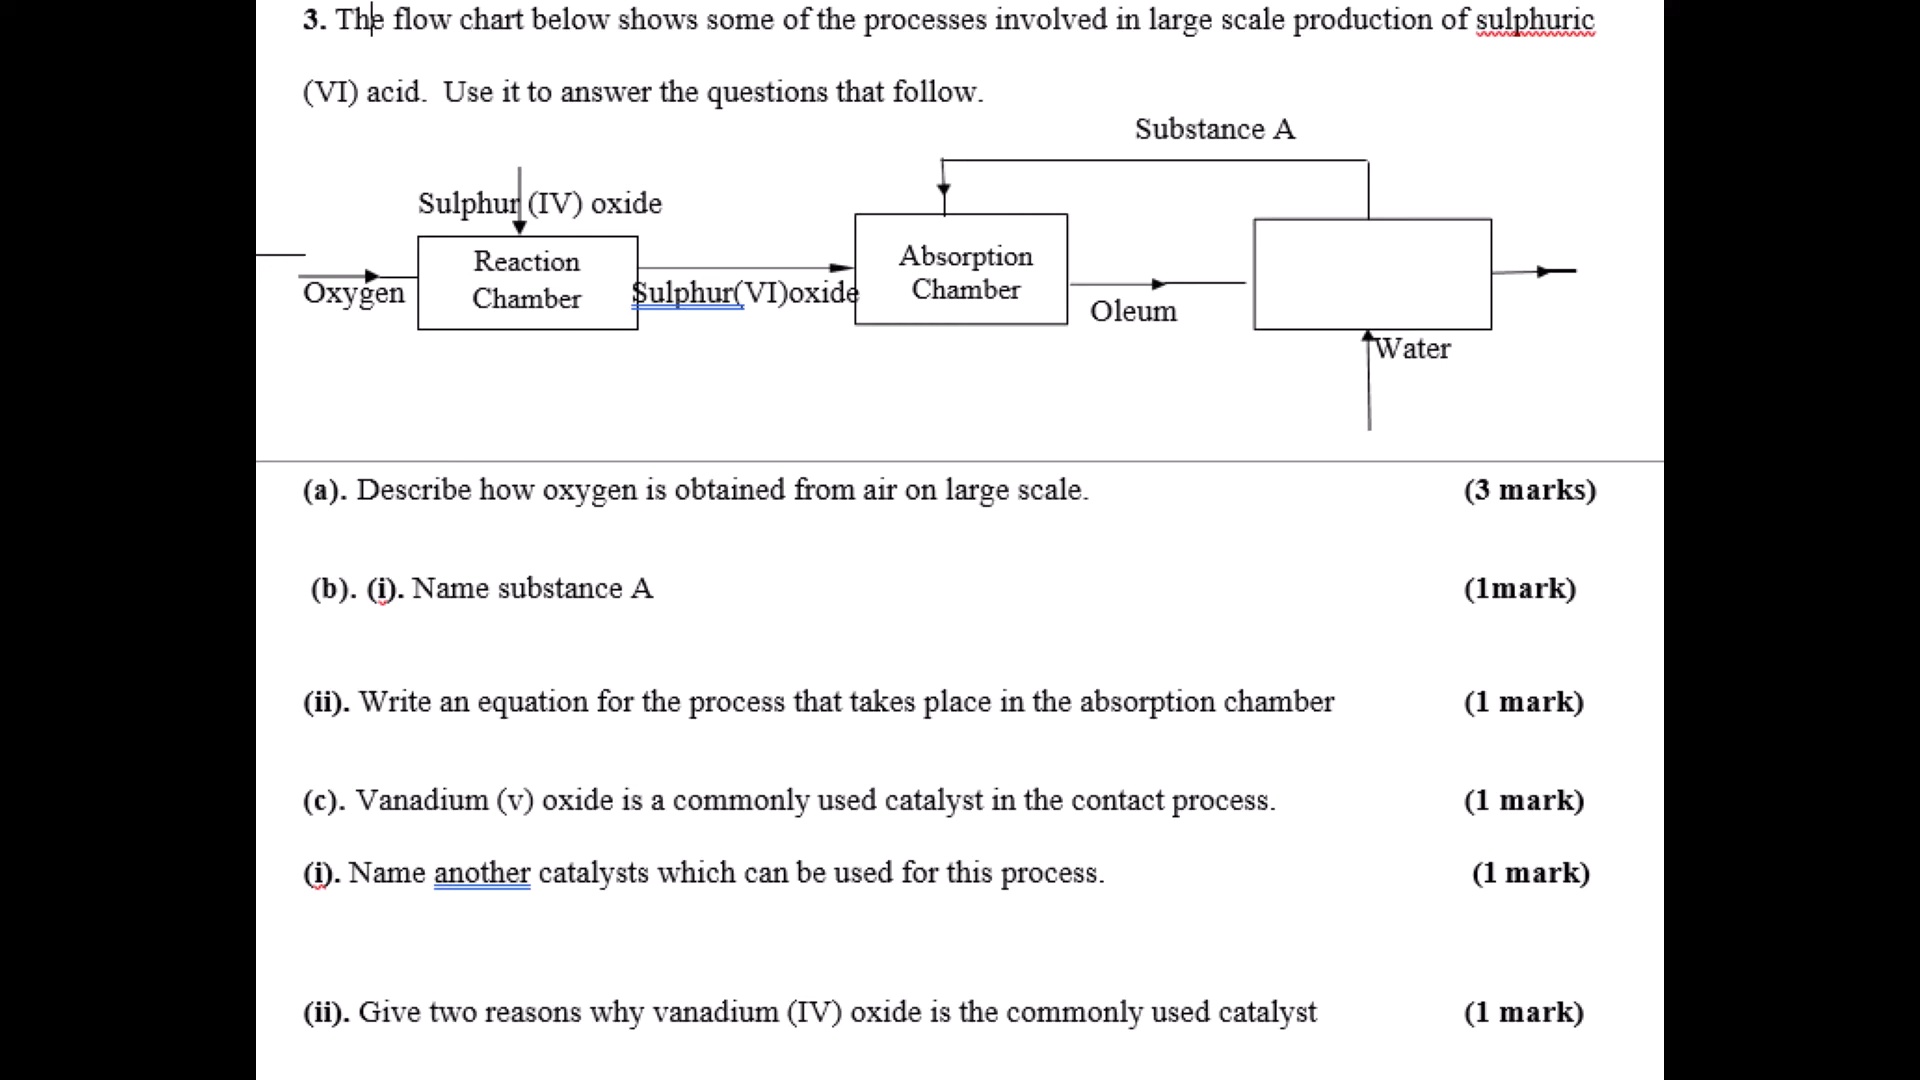 3. The flow chart below shows some of the processes involved in large scale production of sulphuric
(VI) acid. Use it to answer the questions that follow.
Substance A
Sulphur (IV) oxide
Reaction
Chamber
Absorption
Chamber
Oxygen
Sulphur(VI)oxide
Oleum
Water
(a). Describe how oxygen is obtained from air on large scale. (3 marks)
(b). (i). Name substance A (1mark)
(ii). Write an equation for the process that takes place in the absorption chamber (1 mark)
(c). Vanadium (v) oxide is a commonly used catalyst in the contact process. (1 mark)
(i). Name another catalysts which can be used for this process. (1 mark)
(ii). Give two reasons why vanadium (IV) oxide is the commonly used catalyst (1 mark)